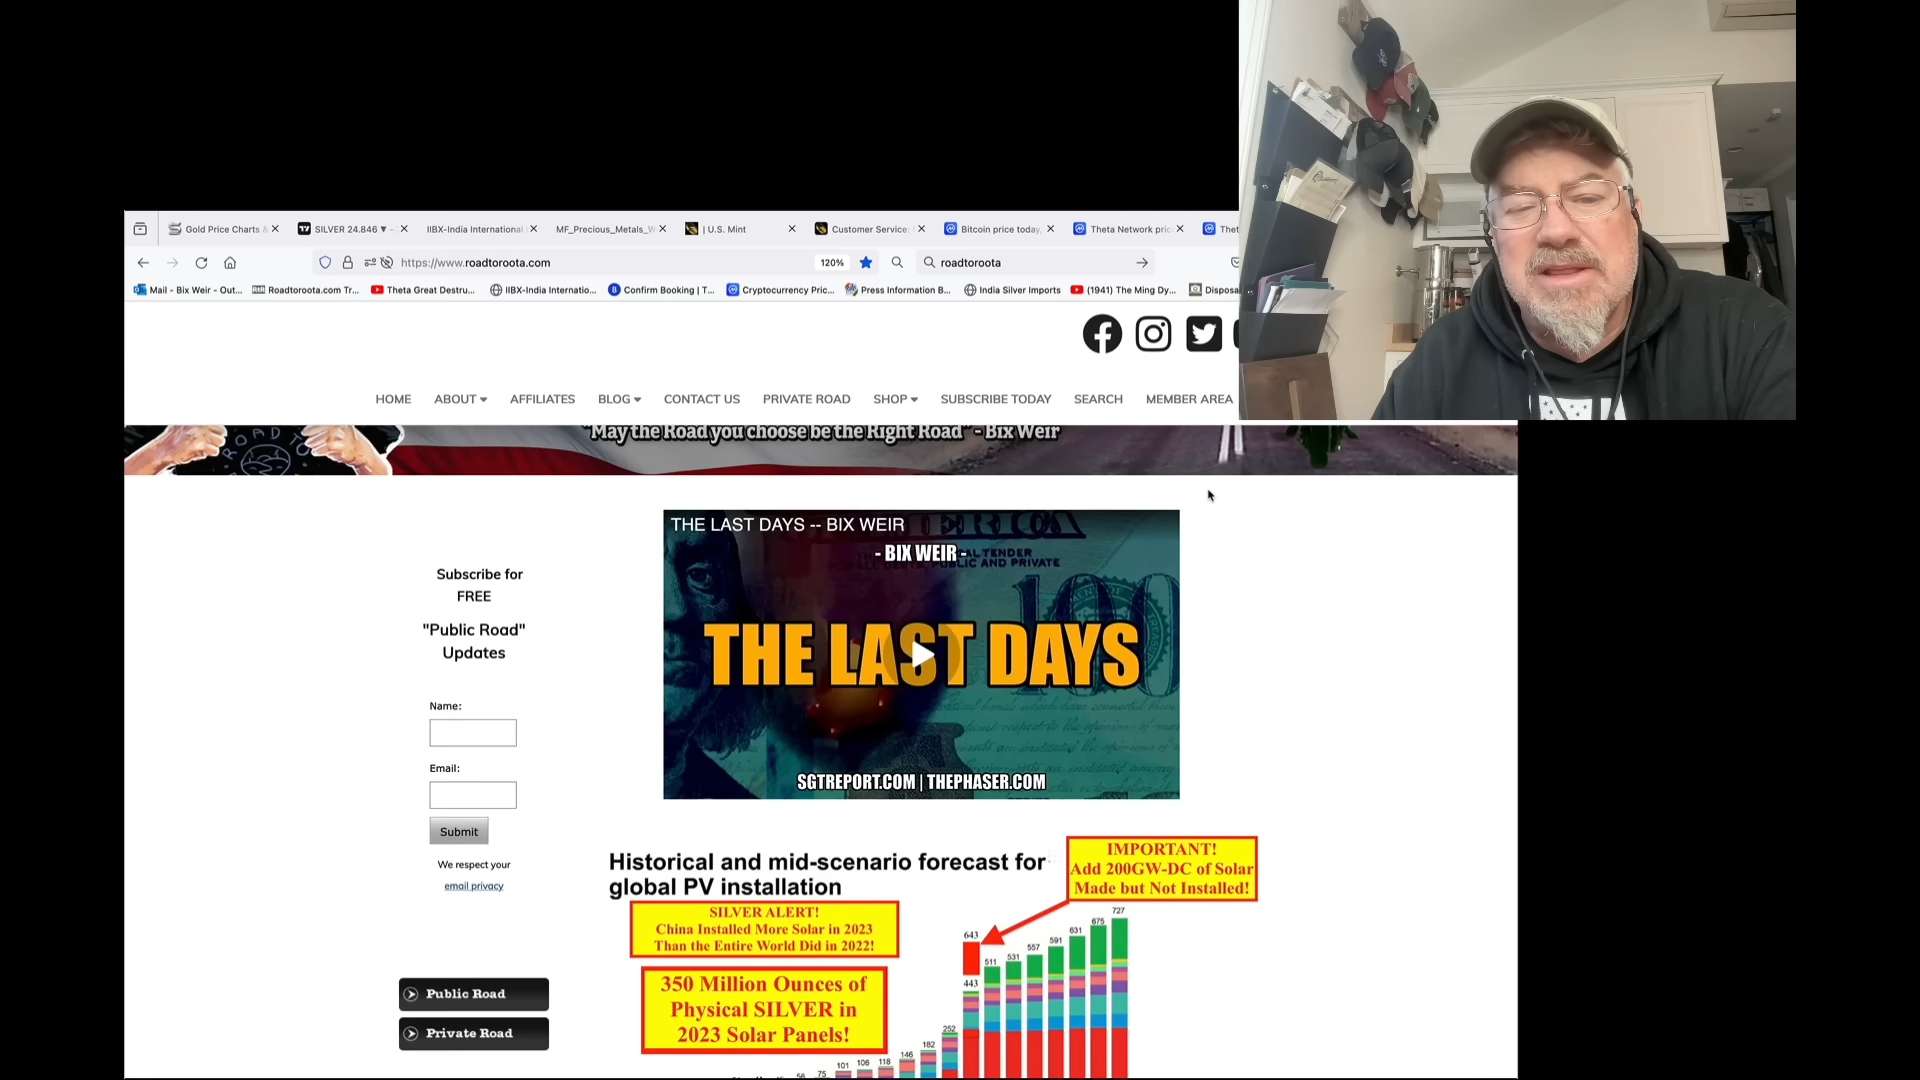 Gold Price Charts &
SILVER 24.846 ▼ -
IIBX-India International
MF_Precious_Metals_W
| U.S. Mint
Customer Service:
Bitcoin price today,
Theta Network pric
Thet
https://www.roadtoroota.com
120%
roadtoroota
Mail - Bix Weir - Out...
Roadtoroota.com Tr...
Theta Great Destru...
IIBX-India Internatio...
Confirm Booking | T...
Cryptocurrency Pric...
Press Information B...
India Silver Imports
(1941) The Ming Dy...
Disposa
HOME
ABOUT
AFFILIATES
BLOG
CONTACT US
PRIVATE ROAD
SHOP
SUBSCRIBE TODAY
SEARCH
MEMBER AREA
"May the Road you choose be the Right Road" - Bix Weir
THE LAST DAYS -- BIX WEIR
- BIX WEIR -
THE LAST DAYS
100
SGTREPORT.COM | THEPHASER.COM
Subscribe for
FREE
"Public Road"
Updates
Name:
Email:
Submit
We respect your
email privacy
Public Road
Private Road
Historical and mid-scenario forecast for
global PV installation
IMPORTANT!
Add 200GW-DC of Solar
Made but Not Installed!
SILVER ALERT!
China Installed More Solar in 2023
Than the Entire World Did in 2022!
350 Million Ounces of
Physical SILVER in
2023 Solar Panels!
56
75
101
106
118
146
182
252
443
643
511
531
557
591
631
675
727